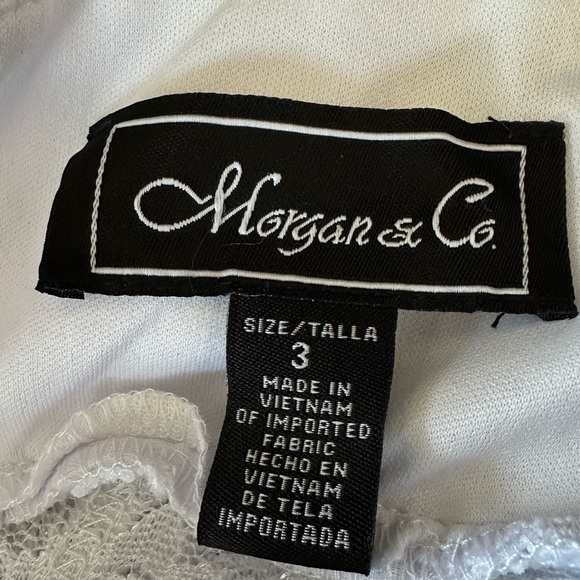 Morgan & Co.
SIZE/TALLA
3
MADE IN
VIETNAM
OF IMPORTED
FABRIC
HECHO EN
VIETNAM
DE TELA
IMPORTADA